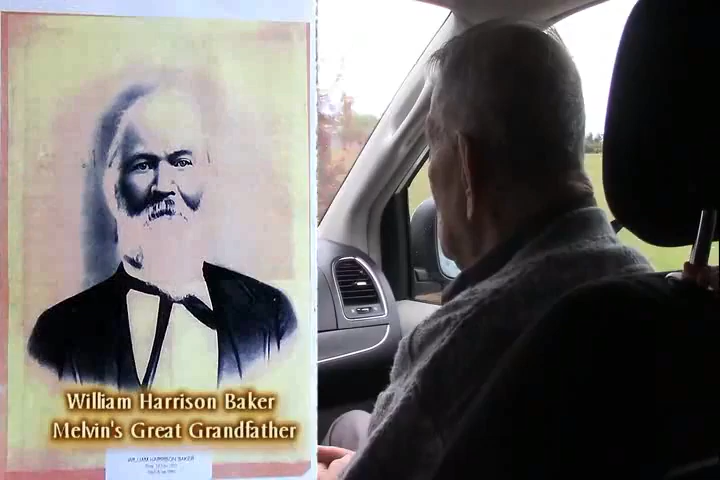 William Harrison Baker
Melvin's Great Grandfather
WILLIAM HARRISON BAKER